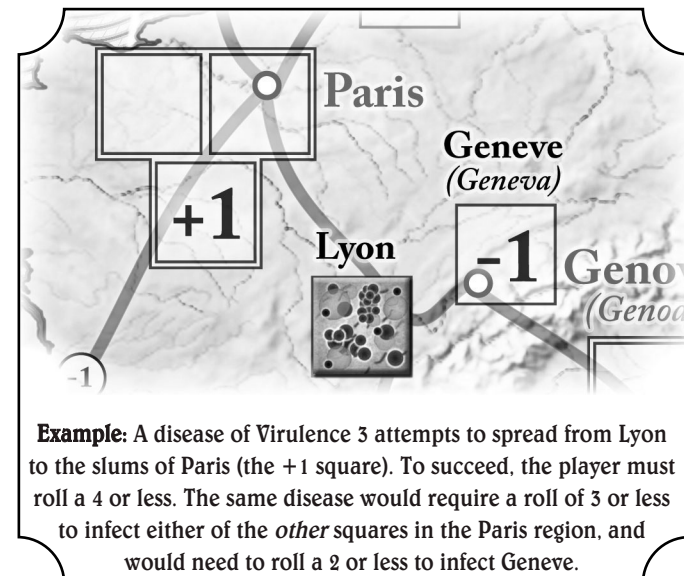 Paris
Geneve
(Geneva)
+1
Lyon
-1
Geno
(Genoa
-1
Example: A disease of Virulence 3 attempts to spread from Lyon
to the slums of Paris (the +1 square). To succeed, the player must
roll a 4 or less. The same disease would require a roll of 3 or less
to infect either of the other squares in the Paris region, and
would need to roll a 2 or less to infect Geneve.